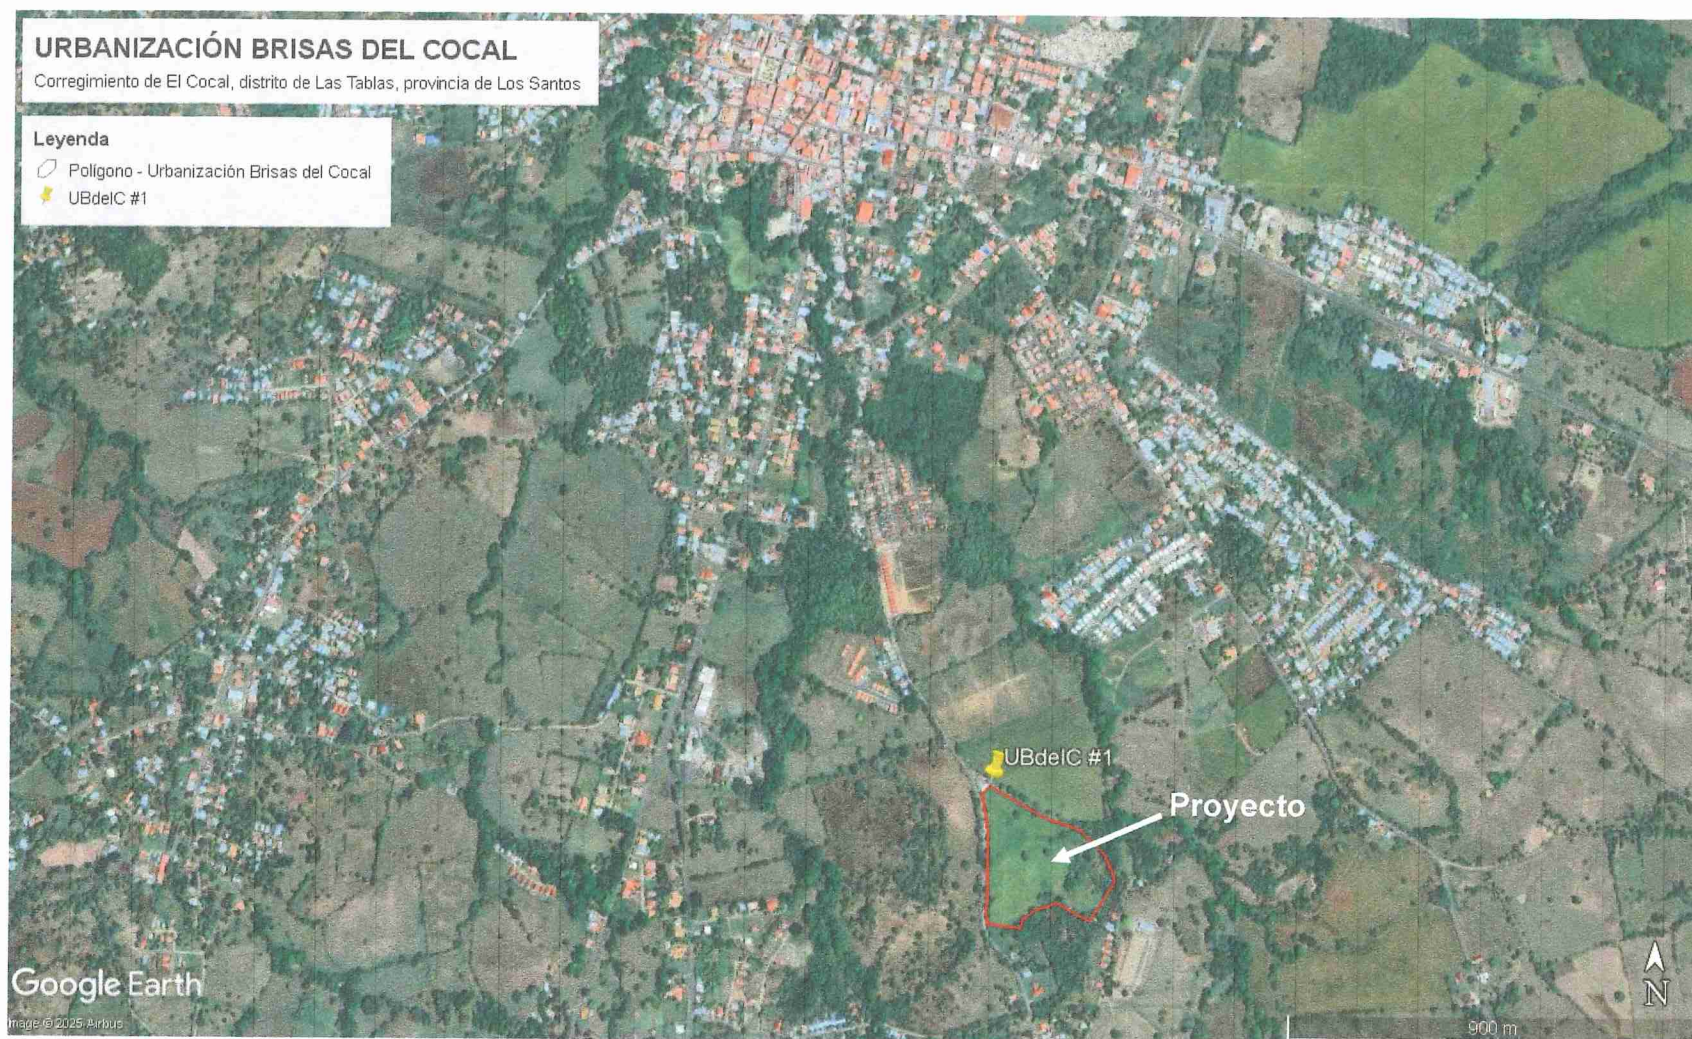 URBANIZACIÓN BRISAS DEL COCAL
Corregimiento de El Cocal, distrito de Las Tablas, provincia de Los Santos
Leyenda
Polígono - Urbanización Brisas del Cocal
UBdelC #1
UBdelC #1
Proyecto
Google Earth
Image © 2025 Airbus
N
900 m